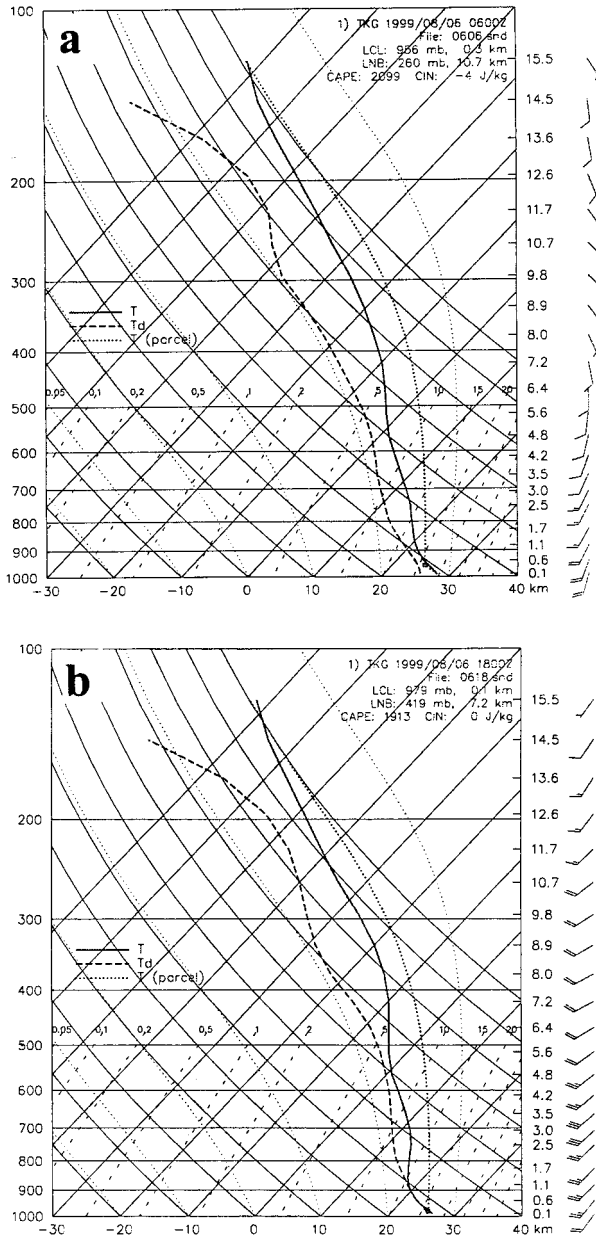 a
1) TKG 1999/08/06 0600Z
File: 0606.snd
LCL: 956 mb, 0.3 km
LNB: 260 mb, 10.7 km
CAPE: 2099 CIN: -4 J/kg
100
200
300
400
500
600
700
800
900
1000
T
Td
T (parcel)
0.05 0.1 0.2 0.5 1 2 5 10 15 20
15.5
14.5
13.6
12.6
11.7
10.7
9.8
8.9
8.0
7.2
6.4
5.6
4.8
4.2
3.5
3.0
2.5
1.7
1.1
0.6
0.1
-30 -20 -10 0 10 20 30 40 km
b
1) TKG 1999/08/06 1800Z
File: 0618.snd
LCL: 979 mb, 0.1 km
LNB: 419 mb, 7.2 km
CAPE: 1913 CIN: 0 J/kg
100
200
300
400
500
600
700
800
900
1000
T
Td
T (parcel)
0.05 0.1 0.2 0.5 1 2 5 10 15 20
15.5
14.5
13.6
12.6
11.7
10.7
9.8
8.9
8.0
7.2
6.4
5.6
4.8
4.2
3.5
3.0
2.5
1.7
1.1
0.6
0.1
-30 -20 -10 0 10 20 30 40 km